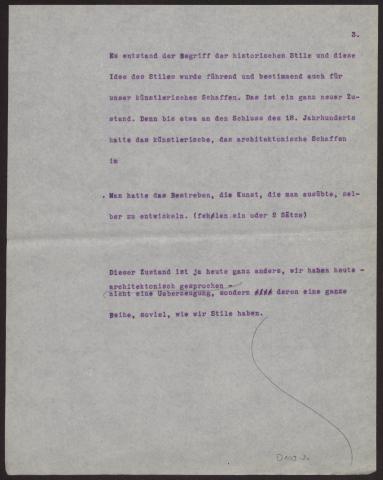 3.
Es entstand der Begriff der historischen Stile und diese
Idee des Stiles wurde führend und bestimmend auch für
unser künstlerisches Schaffen. Das ist ein ganz neuer Zu-
stand. Denn bis etwa an den Schluss des 18. Jahrhunderts
hatte das künstlerische, das architektonische Schaffen
im
Man hatte das Bestreben, die Kunst, die man ausübte, sel-
ber zu entwickeln. (fehlen ein oder 2 Sätze)
Dieser Zustand ist ja heute ganz anders, wir haben heute -
architektonisch gesprochen -
nicht eine Ueberzeugung, sondern deren eine ganze
Reihe, soviel, wie wir Stile haben.